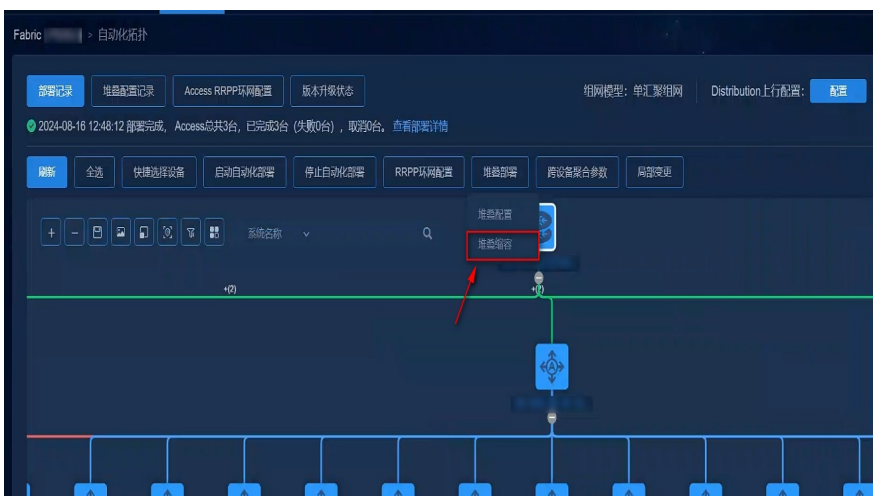 Fabric > 自动化拓扑
部署记录 堆叠配置记录 Access RRPP环网配置 版本升级状态 组网模型：单汇聚组网 Distribution上行配置： 配置
2024-08-16 12:48:12 部署完成，Access总共3台，已完成3台（失败0台），取消0台。 查看部署详情
刷新 全选 快捷选择设备 启动自动化部署 停止自动化部署 RRPP环网配置 堆叠部署 跨设备聚合参数 局部变更
堆叠配置
系统名称
堆叠缩容
+(2) +(2)
A